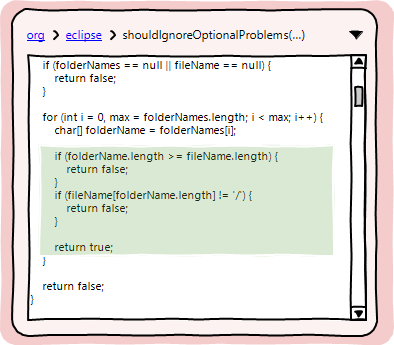 org > eclipse > shouldIgnoreOptionalProblems(...)
if (folderNames == null || fileName == null) {
return false;
}
for (int i = 0, max = folderNames.length; i < max; i++) {
char[] folderName = folderNames[i];
if (folderName.length >= fileName.length) {
return false;
}
if (fileName[folderName.length] != '/') {
return false;
}
return true;
}
return false;
}